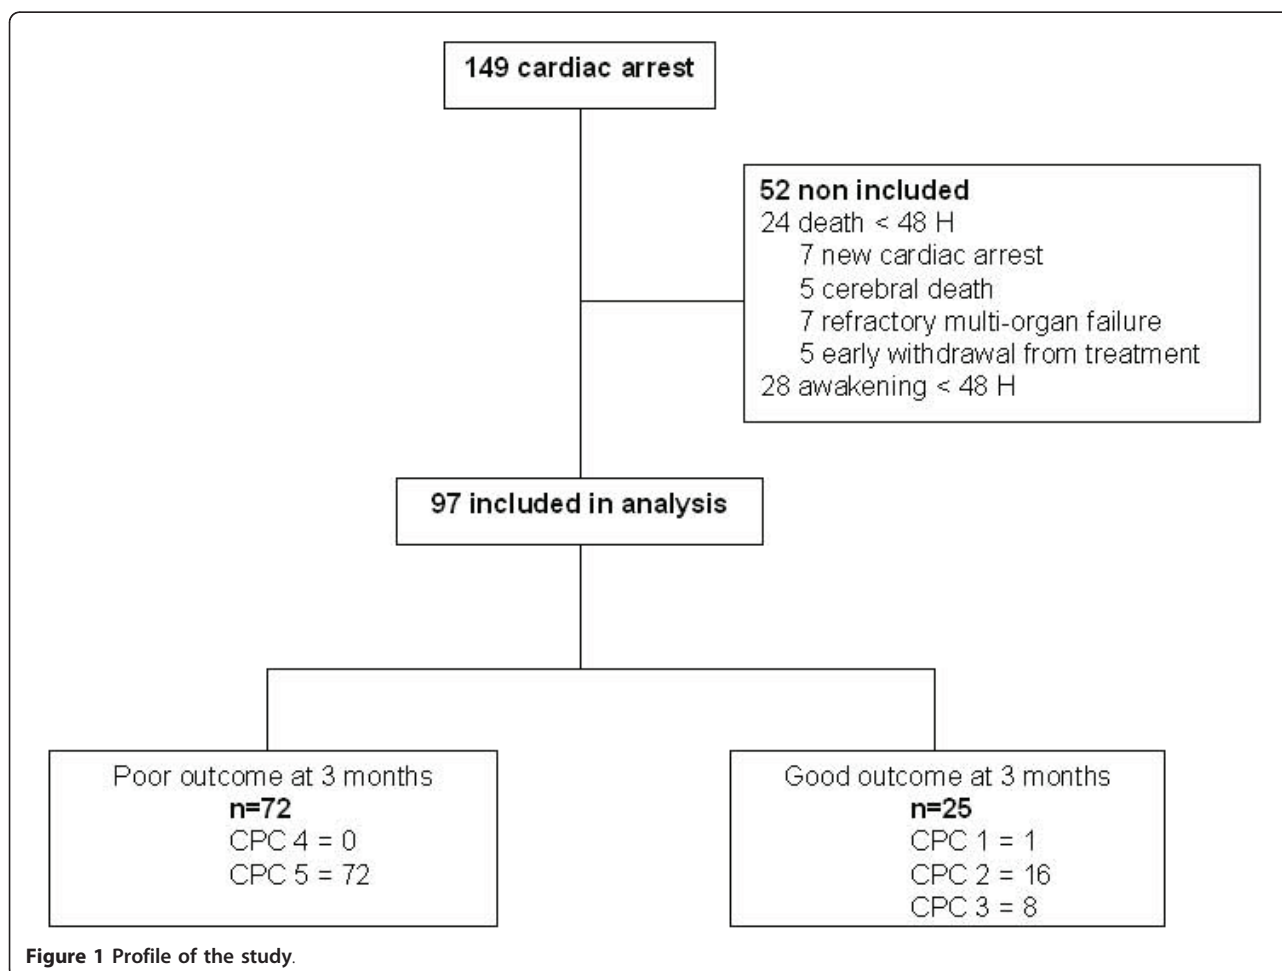 149 cardiac arrest
52 non included
24 death < 48 H
7 new cardiac arrest
5 cerebral death
7 refractory multi-organ failure
5 early withdrawal from treatment
28 awakening < 48 H
97 included in analysis
Poor outcome at 3 months
n=72
CPC 4 = 0
CPC 5 = 72
Good outcome at 3 months
n=25
CPC 1 = 1
CPC 2 = 16
CPC 3 = 8
Figure 1 Profile of the study.